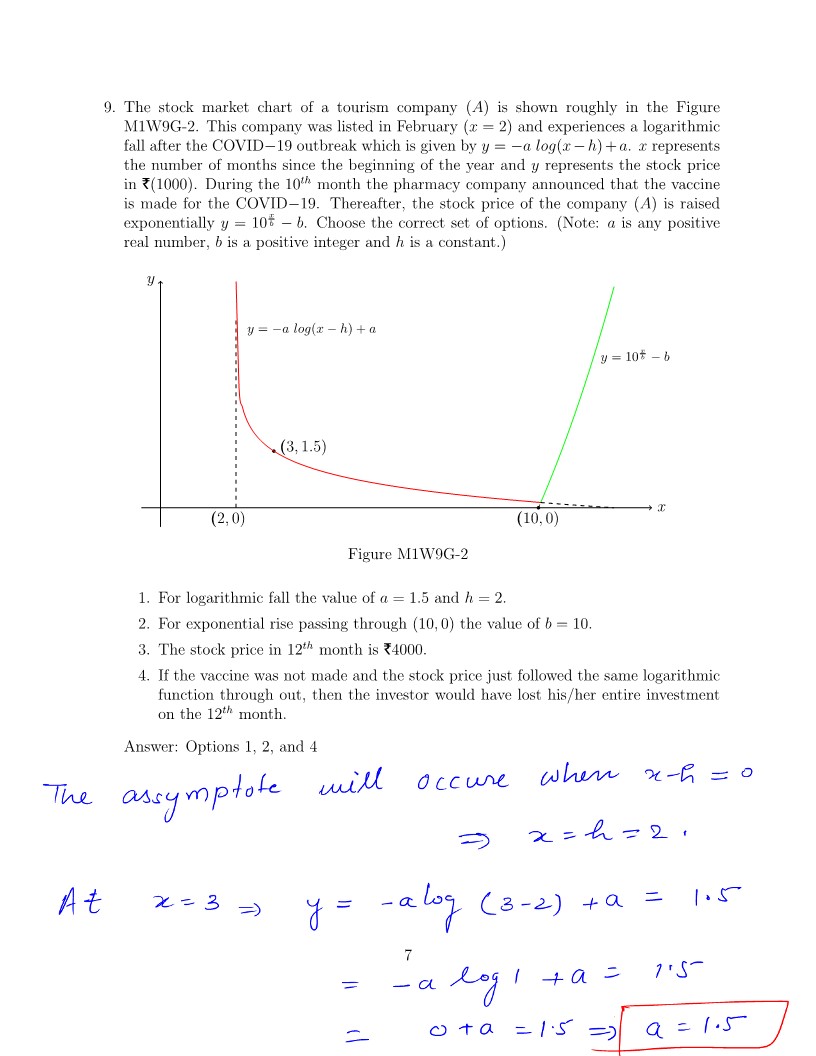 9. The stock market chart of a tourism company (A) is shown roughly in the Figure
M1W9G-2. This company was listed in February (x = 2) and experiences a logarithmic
fall after the COVID−19 outbreak which is given by y = −a log(x − h) + a. x represents
the number of months since the beginning of the year and y represents the stock price
in ₹(1000). During the 10^{th} month the pharmacy company announced that the vaccine
is made for the COVID−19. Thereafter, the stock price of the company (A) is raised
exponentially y = 10^{x/b} − b. Choose the correct set of options. (Note: a is any positive
real number, b is a positive integer and h is a constant.)
y
y = −a log(x − h) + a
y = 10^{x/b} − b
(3, 1.5)
x
(2, 0)
(10, 0)
Figure M1W9G-2
1. For logarithmic fall the value of a = 1.5 and h = 2.
2. For exponential rise passing through (10, 0) the value of b = 10.
3. The stock price in 12^{th} month is ₹4000.
4. If the vaccine was not made and the stock price just followed the same logarithmic
function through out, then the investor would have lost his/her entire investment
on the 12^{th} month.
Answer: Options 1, 2, and 4
The assymptote will occure when x-h = 0
⇒ x = h = 2 .
At x = 3 ⇒ y = -a log (3-2) + a = 1.5
7
= -a log 1 + a = 1.5
= 0 + a = 1.5 ⇒ a = 1.5